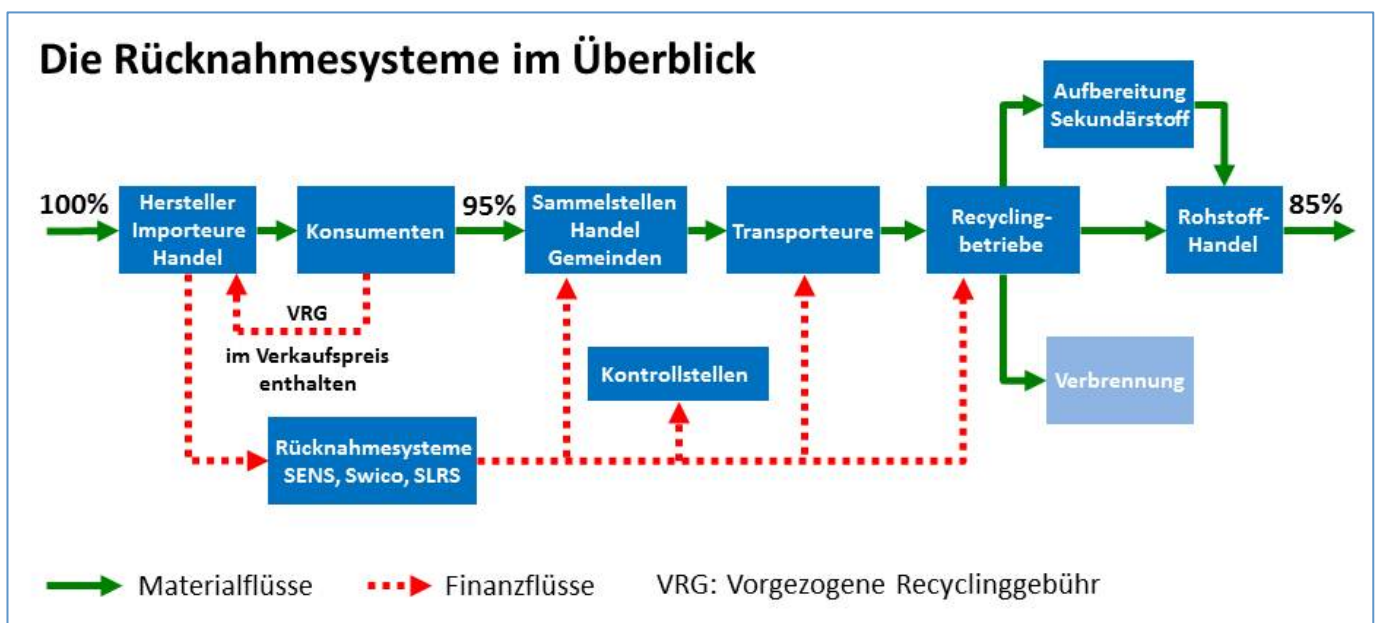 Die Rücknahmesysteme im Überblick
100%
Hersteller
Importeure
Handel
Konsumenten
95%
Sammelstellen
Handel
Gemeinden
Transporteure
Recycling-
betriebe
Aufbereitung
Sekundärstoff
Rohstoff-
Handel
85%
VRG
im Verkaufspreis
enthalten
Kontrollstellen
Verbrennung
Rücknahmesysteme
SENS, Swico, SLRS
Materialflüsse
Finanzflüsse
VRG: Vorgezogene Recyclinggebühr